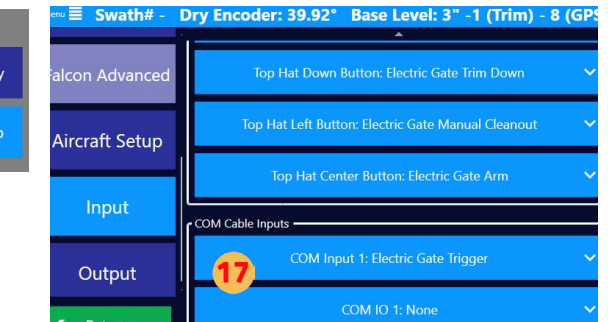 Menu Swath# - Dry Encoder: 39.92° Base Level: 3" -1 (Trim) - 8 (GPS
Falcon Advanced
Top Hat Down Button: Electric Gate Trim Down
Top Hat Left Button: Electric Gate Manual Cleanout
Aircraft Setup
Top Hat Center Button: Electric Gate Arm
Input
COM Cable Inputs
17 COM Input 1: Electric Gate Trigger
Output
COM IO 1: None